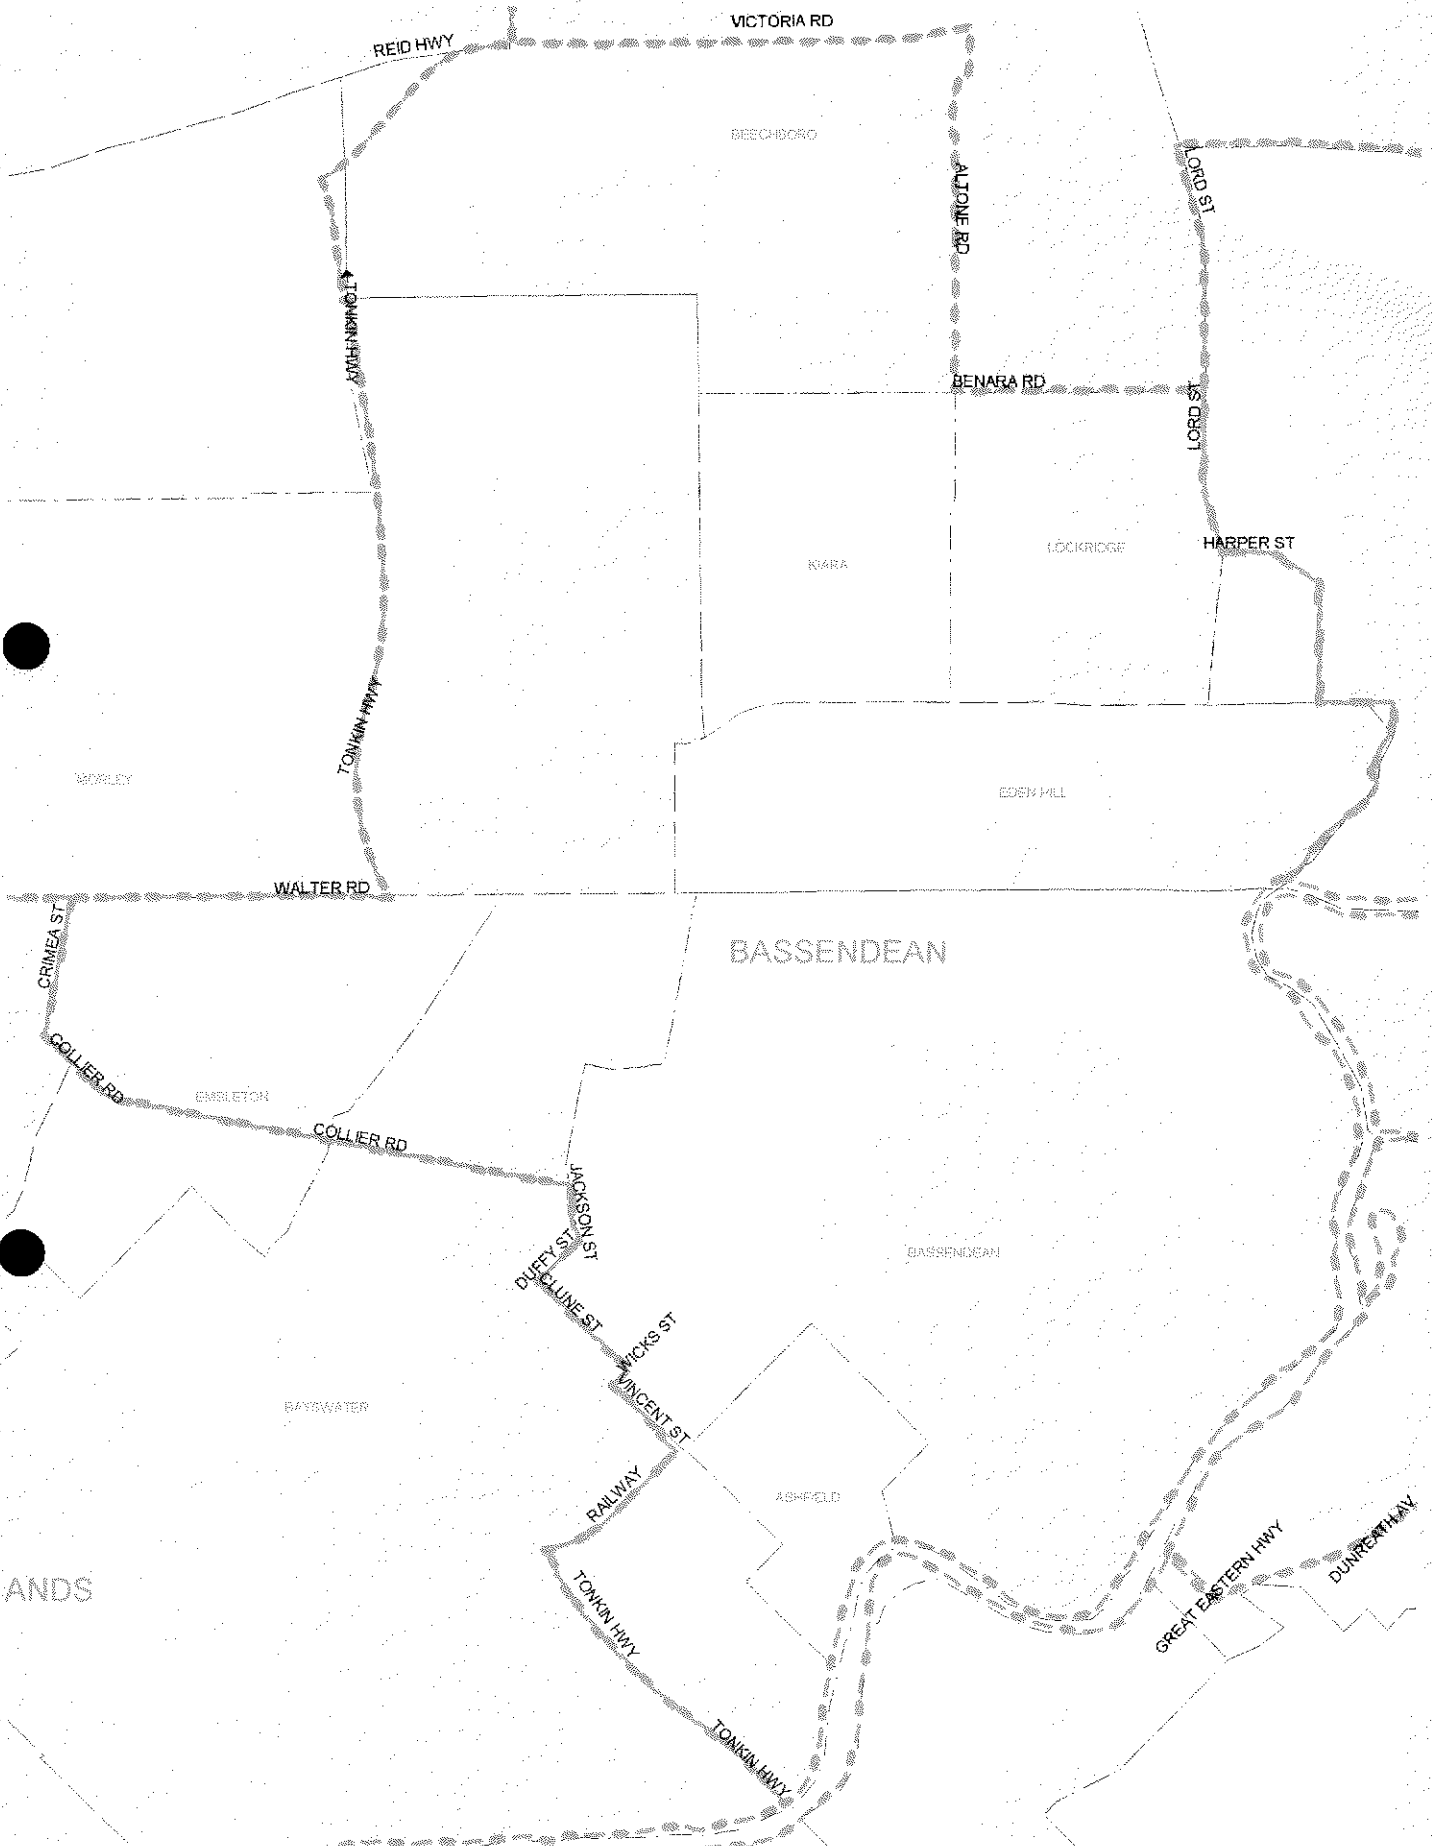 VICTORIA RD
REID HWY
BEECHBORO
LORD ST
ALTONE RD
TONKIN HWY
BENARA RD
LORD ST
HARPER ST
LOCKRIDGE
KIARA
TONKIN HWY
MORLEY
EDEN HILL
WALTER RD
CRIMEA ST
BASSENDEAN
COLLIER RD
EMBLETON
COLLIER RD
JACKSON ST
DUFFY ST
BASSENDEAN
CLUNE ST
WICKS ST
VINCENT ST
BAYSWATER
RAILWAY
ASHFIELD
DUNREATH AV
GREAT EASTERN HWY
ANDS
TONKIN HWY
TONKIN HWY